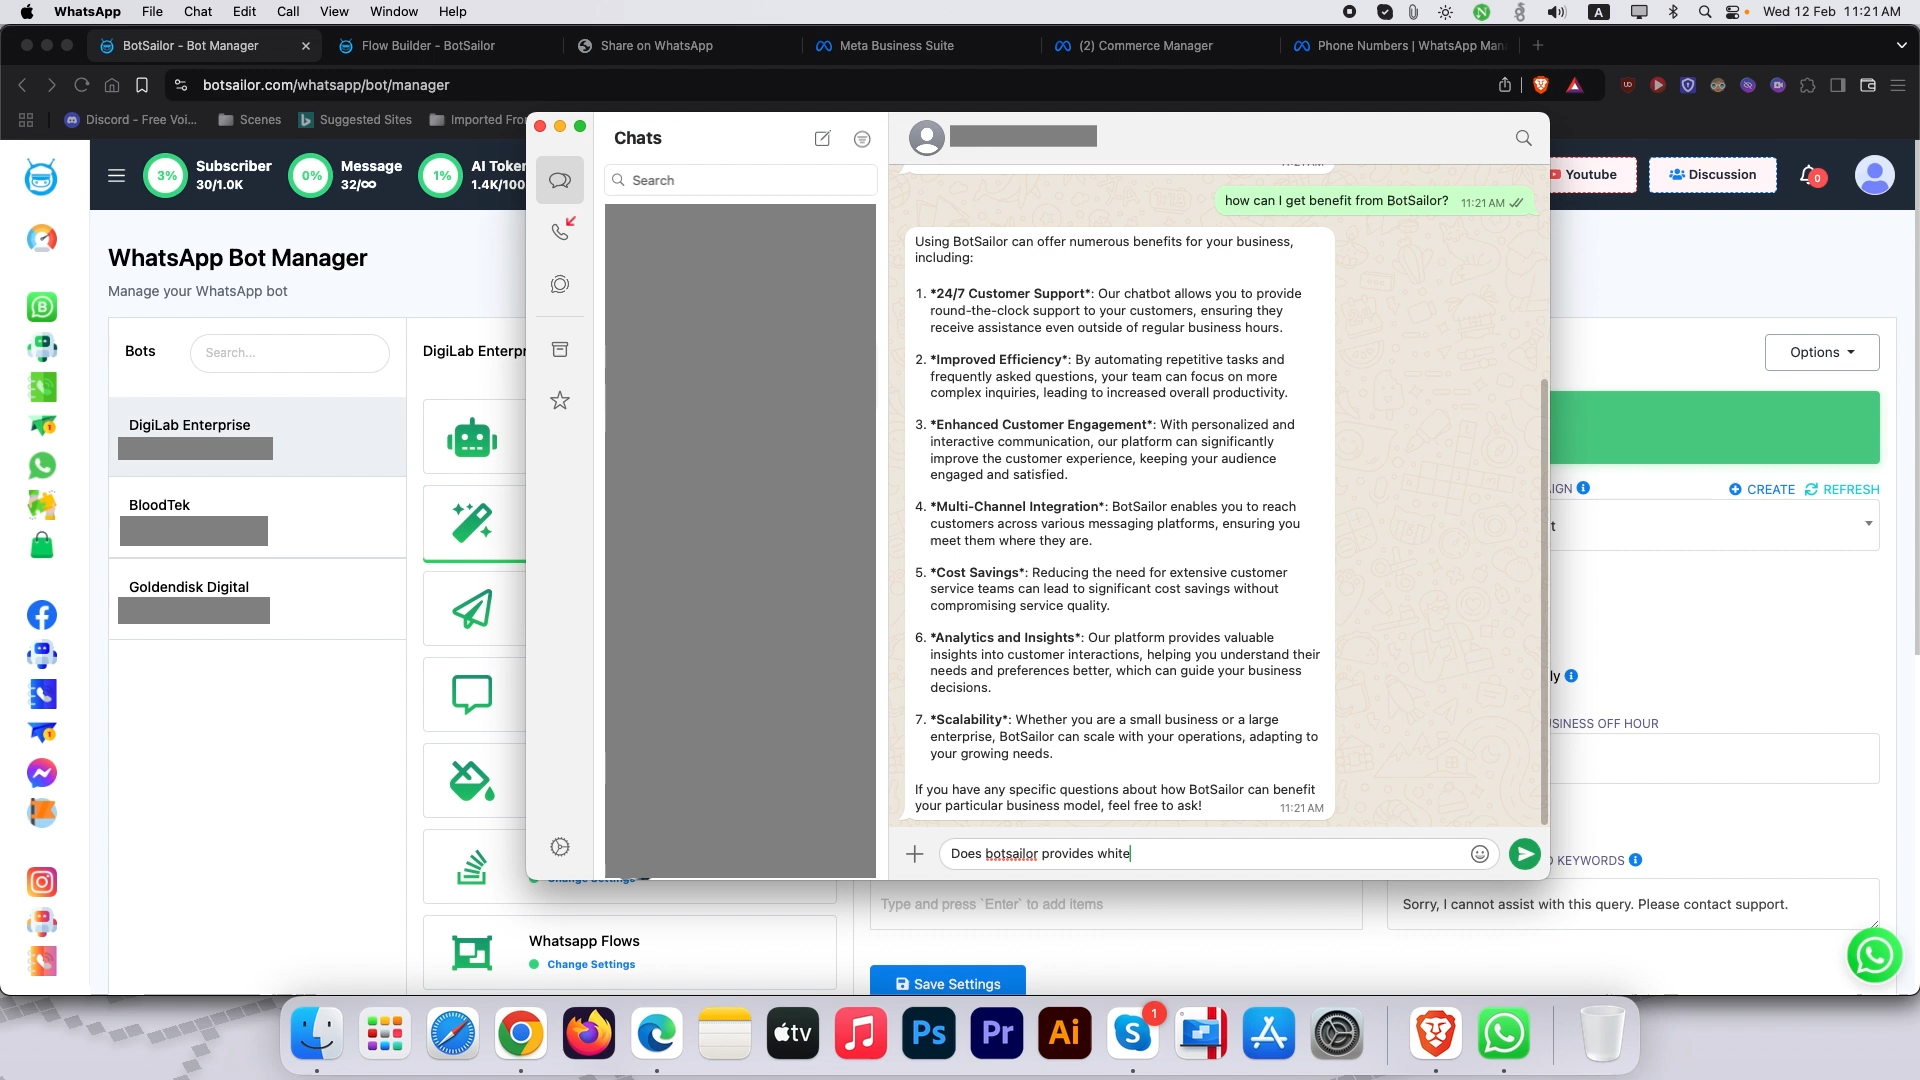 WhatsApp File Chat Edit Call View Window Help
A
Wed 12 Feb 11:21 AM
BotSailor - Bot Manager
Flow Builder - BotSailor
Share on WhatsApp
Meta Business Suite
(2) Commerce Manager
Phone Numbers | WhatsApp Man
botsailor.com/whatsapp/bot/manager
Discord - Free Voi...
Scenes
Suggested Sites
Imported Fro
3%
Subscriber
30/1.0K
0%
Message
32/∞
1%
AI Token
1.4K/100
Youtube
Discussion
0
WhatsApp Bot Manager
Manage your WhatsApp bot
Bots
Search...
DigiLab Enterprise
BloodTek
Goldendisk Digital
DigiLab Enterpr
Chats
Search
how can I get benefit from BotSailor? 11:21 AM
Using BotSailor can offer numerous benefits for your business,
including:
1. *24/7 Customer Support*: Our chatbot allows you to provide
round-the-clock support to your customers, ensuring they
receive assistance even outside of regular business hours.
2. *Improved Efficiency*: By automating repetitive tasks and
frequently asked questions, your team can focus on more
complex inquiries, leading to increased overall productivity.
3. *Enhanced Customer Engagement*: With personalized and
interactive communication, our platform can significantly
improve the customer experience, keeping your audience
engaged and satisfied.
4. *Multi-Channel Integration*: BotSailor enables you to reach
customers across various messaging platforms, ensuring you
meet them where they are.
5. *Cost Savings*: Reducing the need for extensive customer
service teams can lead to significant cost savings without
compromising service quality.
6. *Analytics and Insights*: Our platform provides valuable
insights into customer interactions, helping you understand their
needs and preferences better, which can guide your business
decisions.
7. *Scalability*: Whether you are a small business or a large
enterprise, BotSailor can scale with your operations, adapting to
your growing needs.
If you have any specific questions about how BotSailor can benefit
your particular business model, feel free to ask!
11:21 AM
Does botsailor provides white
Options
IGN
CREATE
REFRESH
t
ly
SINESS OFF HOUR
KEYWORDS
Change Settings
Whatsapp Flows
Change Settings
Type and press `Enter` to add items
Sorry, I cannot assist with this query. Please contact support.
Save Settings
tv
Ps
Pr
Ai
S
1